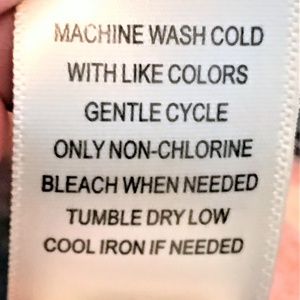 MACHINE WASH COLD
WITH LIKE COLORS
GENTLE CYCLE
ONLY NON-CHLORINE
BLEACH WHEN NEEDED
TUMBLE DRY LOW
COOL IRON IF NEEDED